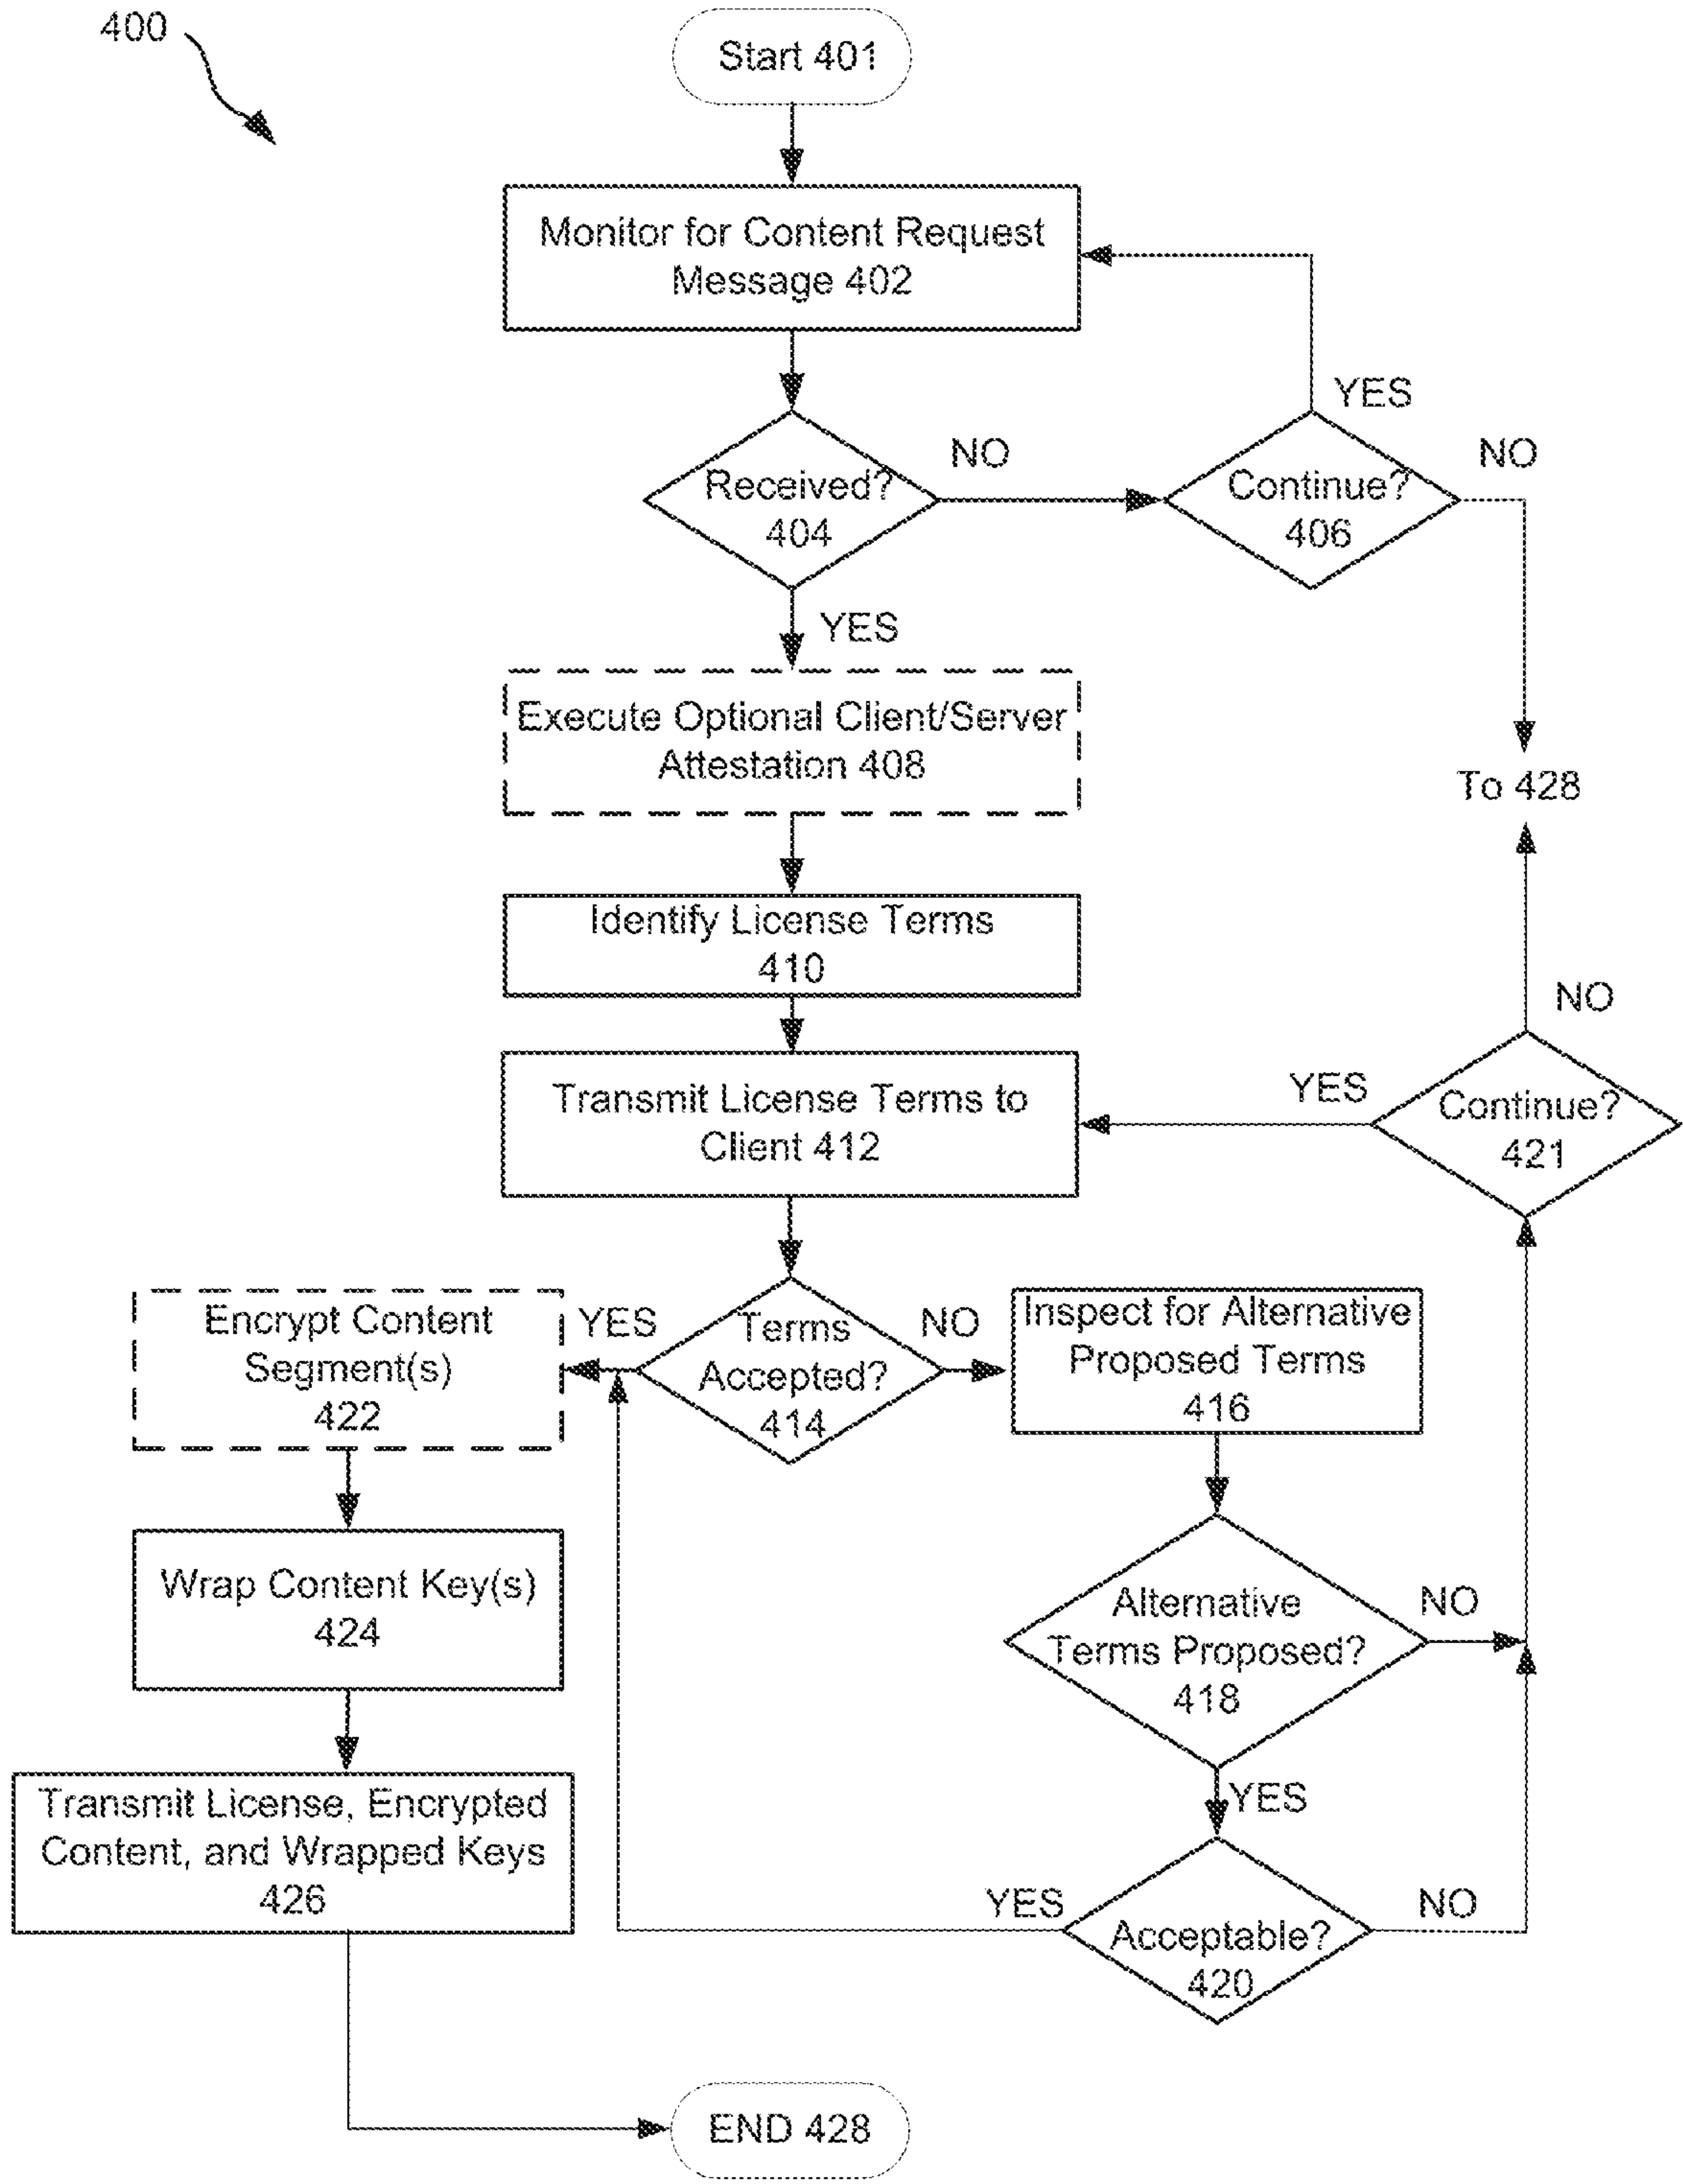 400
Start 401
Monitor for Content Request
Message 402
YES
Received?
404
NO
Continue?
406
NO
YES
Execute Optional Client/Server
Attestation 408
To 428
Identify License Terms
410
NO
Transmit License Terms to
Client 412
YES
Continue?
421
Encrypt Content
Segment(s)
422
YES
Terms
Accepted?
414
NO
Inspect for Alternative
Proposed Terms
416
Wrap Content Key(s)
424
Alternative
Terms Proposed?
418
NO
YES
Transmit License, Encrypted
Content, and Wrapped Keys
426
YES
Acceptable?
420
NO
END 428